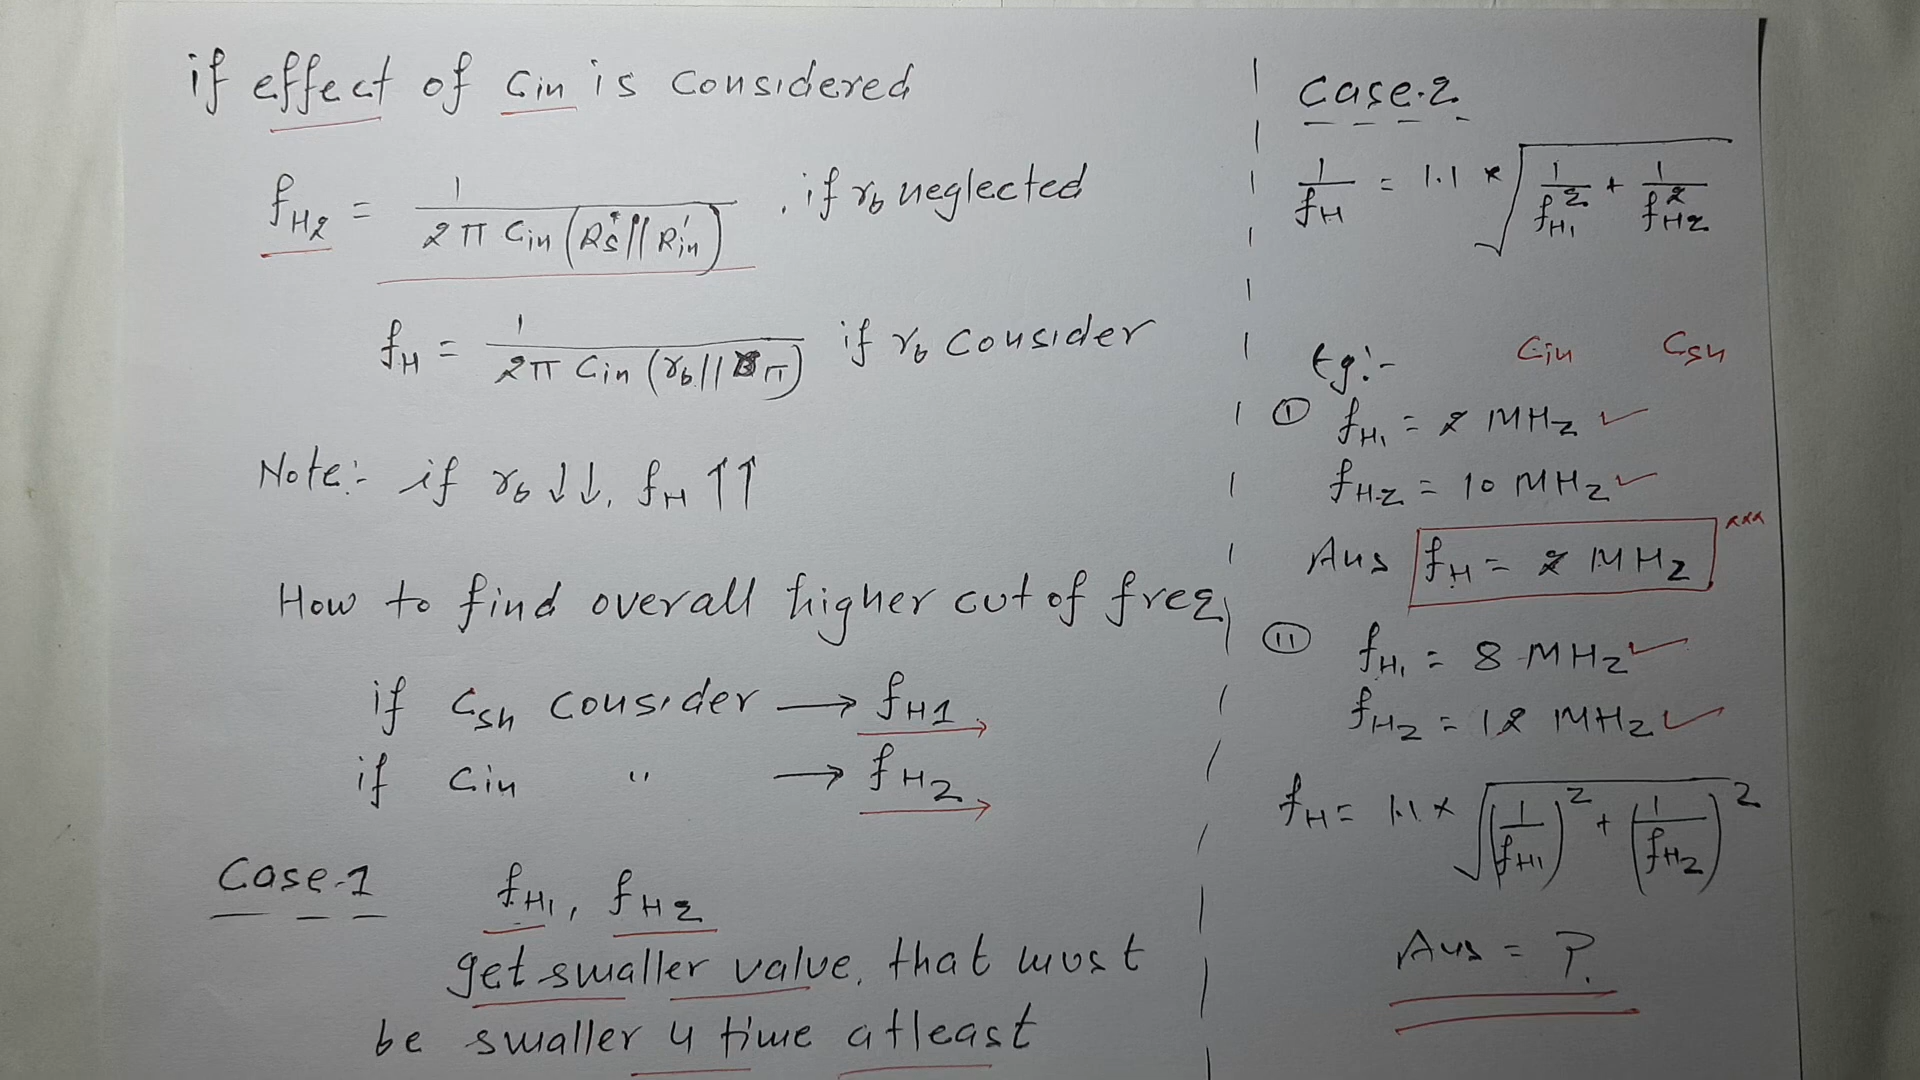 if effect of Cin is considered
fH2 = 1 / 2π Cin (Rs* || R'in) , if rb neglected
fH = 1 / 2π Cin (rb || rπ) if rb consider
Note:- if rb ↓↓, fH ↑↑
How to find overall higher cut of freq
if Csh consider → fH1
if Cin " → fH2
Case-1 fH1, fH2
get smaller value, that must
be smaller 4 time atleast
Case-2
1/fH = 1.1 * √(1/fH1² + 1/fH2²)
Eg:- Cin Csh
① fH1 = 2 MHz ✓
fH2 = 10 MHz ✓
Ans fH = 2 MHz xxx
⑪ fH1 = 8 MHz ✓
fH2 = 12 MHz ✓
fH = 1.1 * √((1/fH1)² + (1/fH2)²
Ans = ?